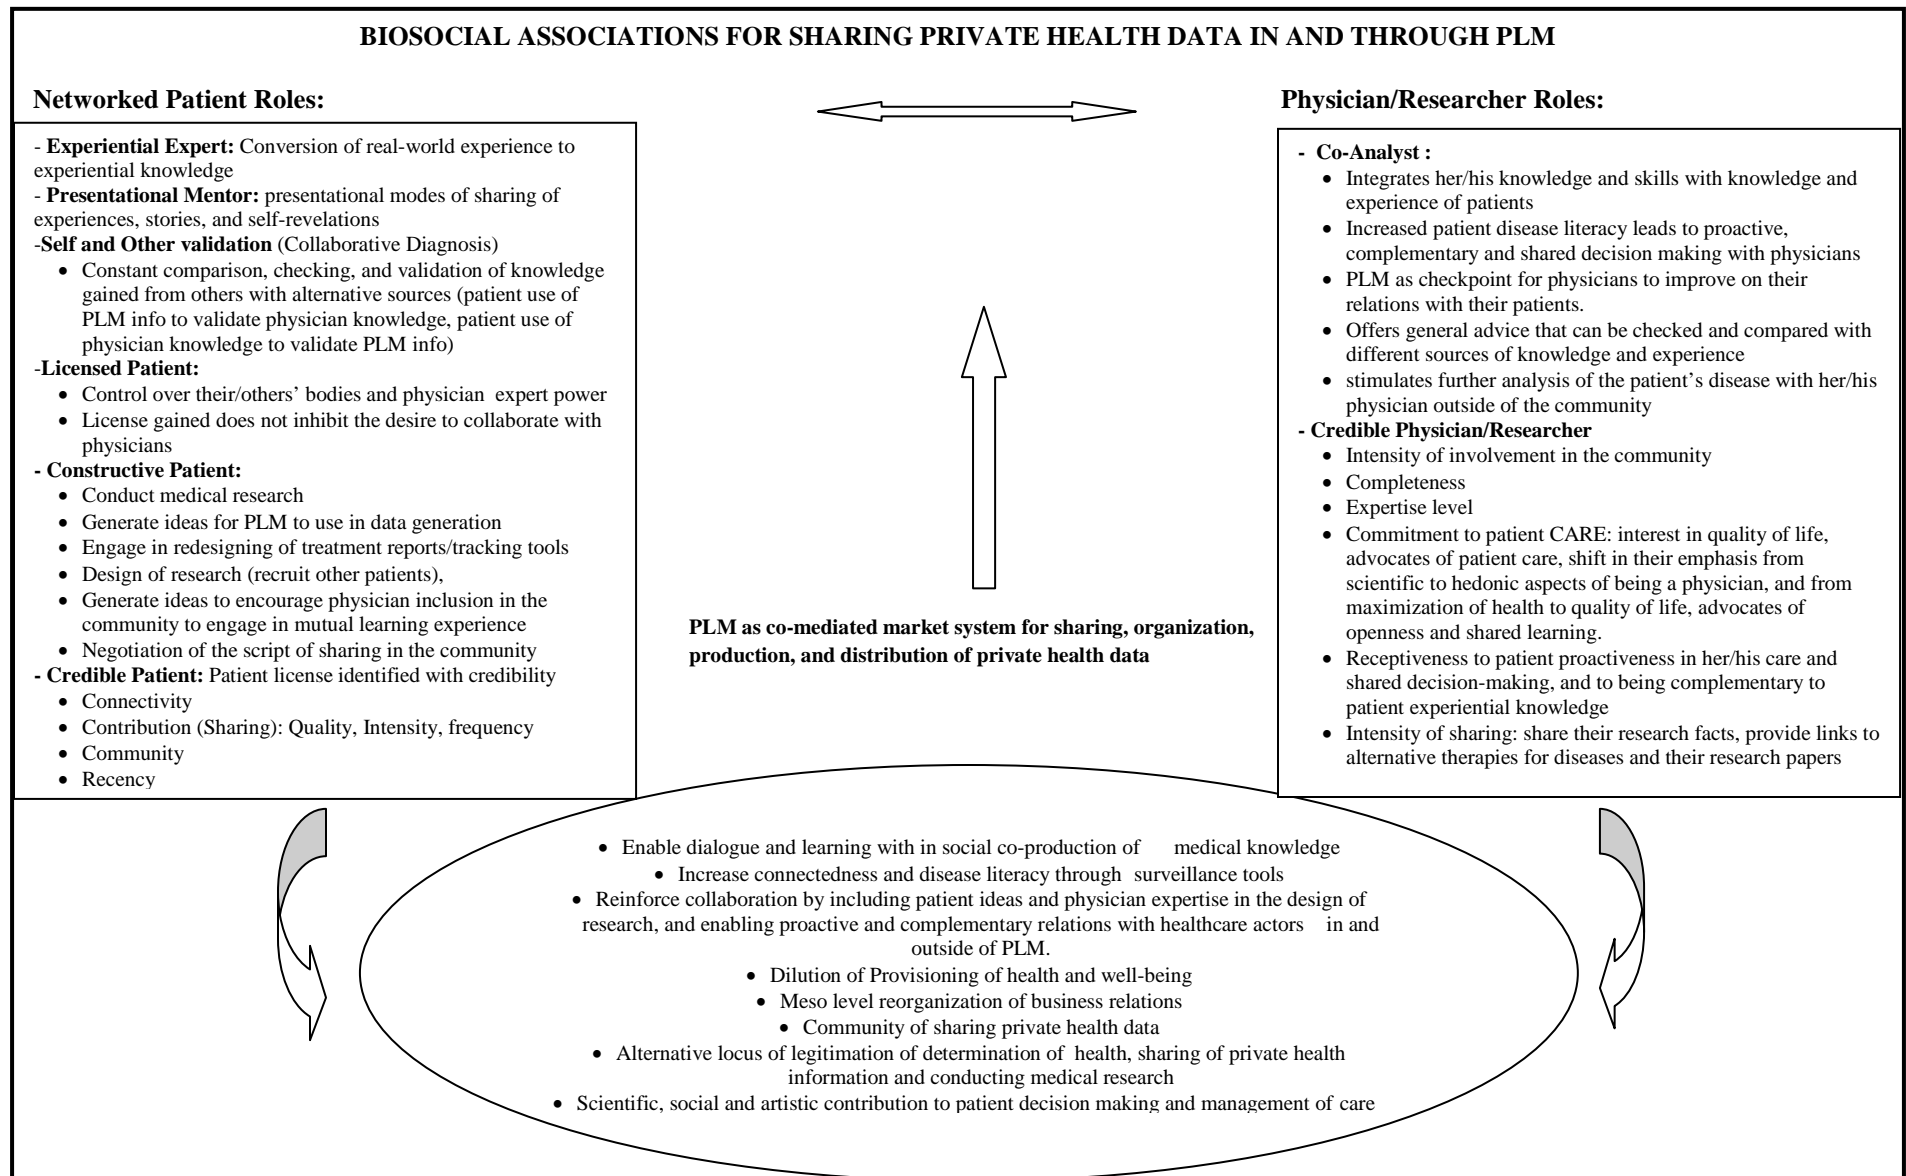 BIOSOCIAL ASSOCIATIONS FOR SHARING PRIVATE HEALTH DATA IN AND THROUGH PLM
Networked Patient Roles:
- Experiential Expert: Conversion of real-world experience to
experiential knowledge
- Presentational Mentor: presentational modes of sharing of
experiences, stories, and self-revelations
-Self and Other validation (Collaborative Diagnosis)
• Constant comparison, checking, and validation of knowledge
gained from others with alternative sources (patient use of
PLM info to validate physician knowledge, patient use of
physician knowledge to validate PLM info)
-Licensed Patient:
• Control over their/others' bodies and physician expert power
• License gained does not inhibit the desire to collaborate with
physicians
- Constructive Patient:
• Conduct medical research
• Generate ideas for PLM to use in data generation
• Engage in redesigning of treatment reports/tracking tools
• Design of research (recruit other patients),
• Generate ideas to encourage physician inclusion in the
community to engage in mutual learning experience
• Negotiation of the script of sharing in the community
- Credible Patient: Patient license identified with credibility
• Connectivity
• Contribution (Sharing): Quality, Intensity, frequency
• Community
• Recency
Physician/Researcher Roles:
- Co-Analyst :
• Integrates her/his knowledge and skills with knowledge and
experience of patients
• Increased patient disease literacy leads to proactive,
complementary and shared decision making with physicians
• PLM as checkpoint for physicians to improve on their
relations with their patients.
• Offers general advice that can be checked and compared with
different sources of knowledge and experience
• stimulates further analysis of the patient's disease with her/his
physician outside of the community
- Credible Physician/Researcher
• Intensity of involvement in the community
• Completeness
• Expertise level
• Commitment to patient CARE: interest in quality of life,
advocates of patient care, shift in their emphasis from
scientific to hedonic aspects of being a physician, and from
maximization of health to quality of life, advocates of
openness and shared learning.
• Receptiveness to patient proactiveness in her/his care and
shared decision-making, and to being complementary to
patient experiential knowledge
• Intensity of sharing: share their research facts, provide links to
alternative therapies for diseases and their research papers
PLM as co-mediated market system for sharing, organization,
production, and distribution of private health data
• Enable dialogue and learning with in social co-production of medical knowledge
• Increase connectedness and disease literacy through surveillance tools
• Reinforce collaboration by including patient ideas and physician expertise in the design of
research, and enabling proactive and complementary relations with healthcare actors in and
outside of PLM.
• Dilution of Provisioning of health and well-being
• Meso level reorganization of business relations
• Community of sharing private health data
• Alternative locus of legitimation of determination of health, sharing of private health
information and conducting medical research
• Scientific, social and artistic contribution to patient decision making and management of care